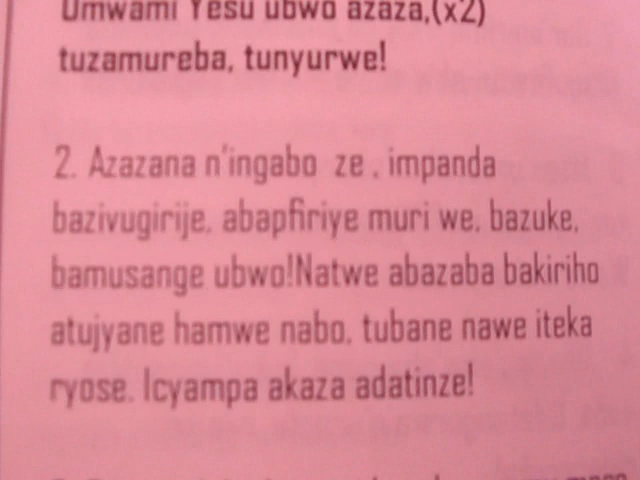 Umwami Yesu ubwo azaza,(x2)
tuzamureba, tunyurwe!
2. Azazana n'ingabo ze , impanda
bazivugirije, abapfiriye muri we, bazuke,
bamusange ubwo!Natwe abazaba bakiriho
atujyane hamwe nabo, tubane nawe iteka
ryose. Icyampa akaza adatinze!